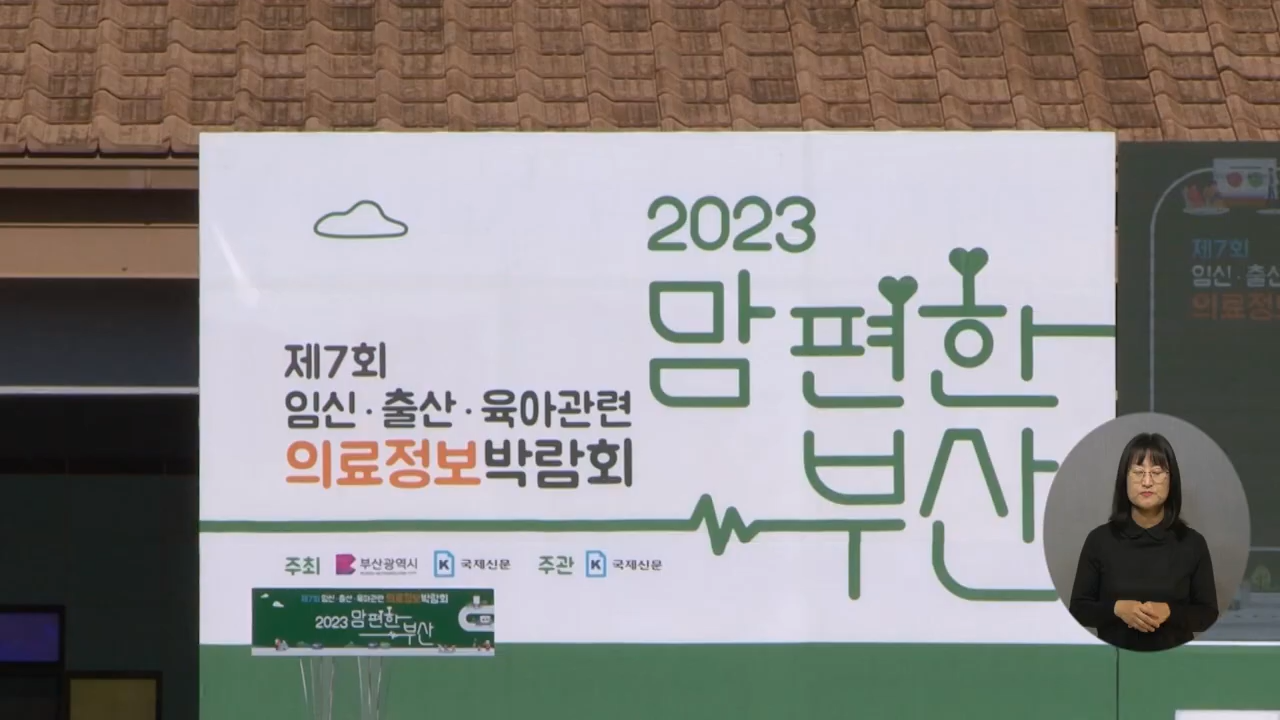 2023
맘편한
부산
제7회
임신·출산·육아관련
의료정보박람회
주최 부산광역시 국제신문 주관 국제신문
제7회 임신·출산·육아관련 의료정보박람회
2023 맘편한 부산
제7회
임신·출산
의료정